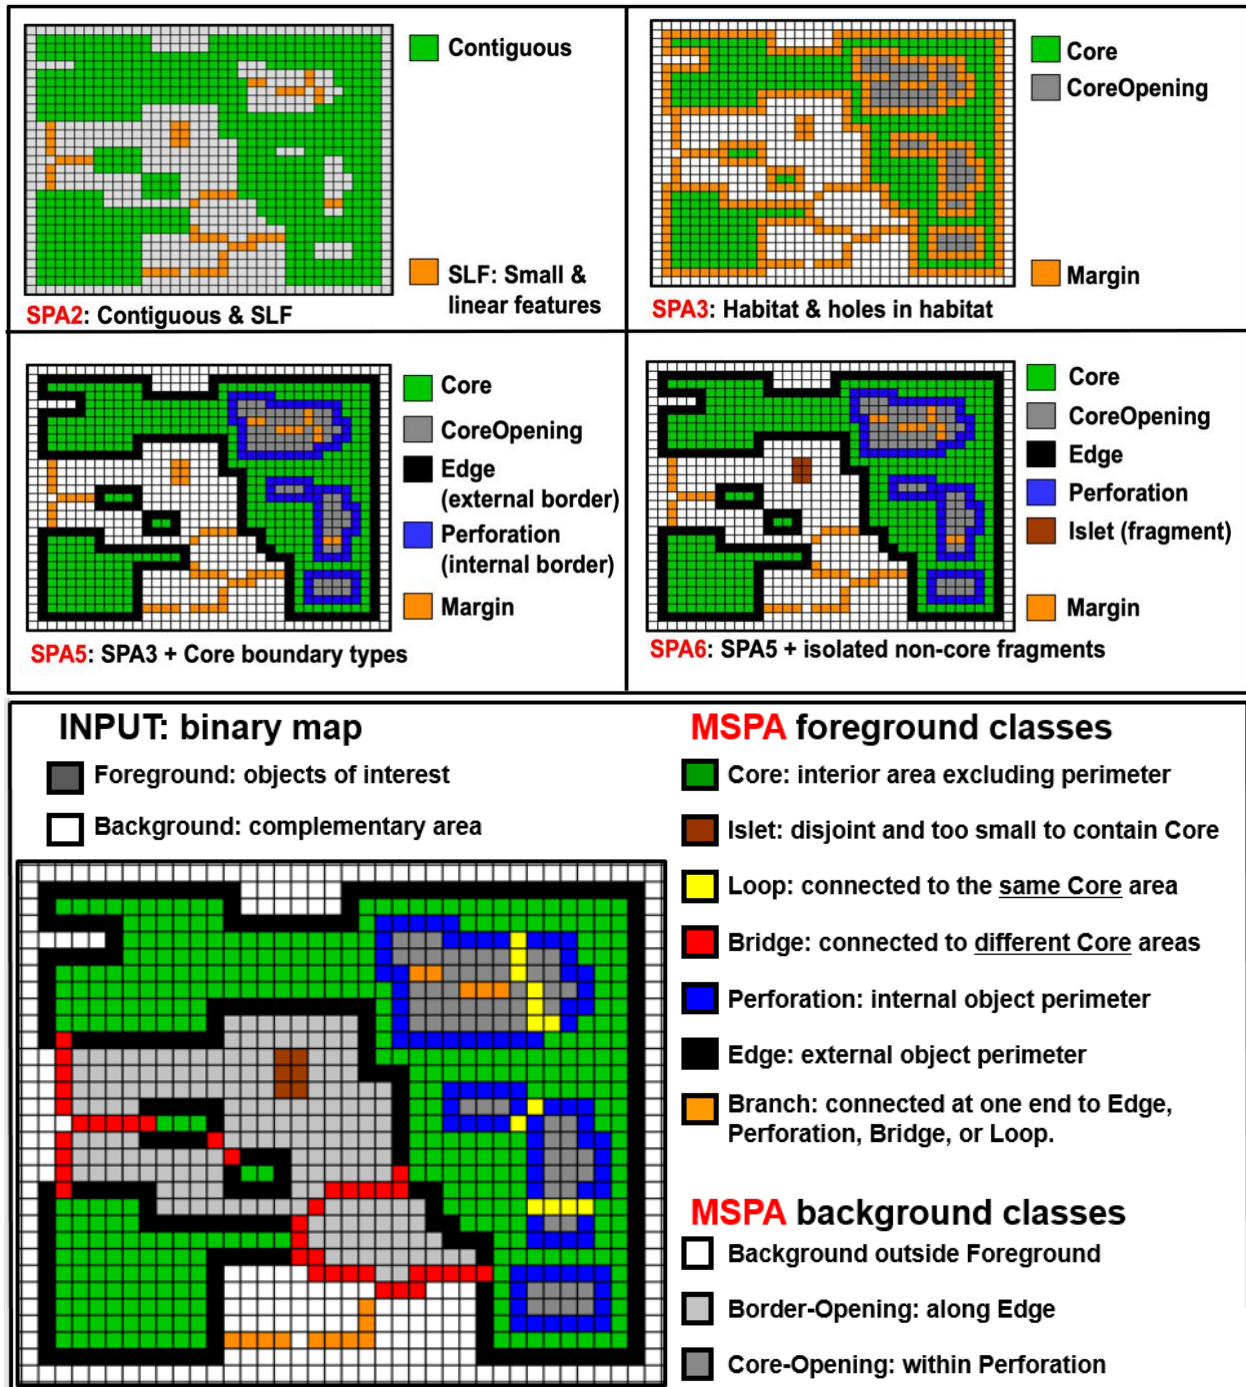 Contiguous
SLF: Small &
linear features
SPA2: Contiguous & SLF
Core
CoreOpening
Margin
SPA3: Habitat & holes in habitat
Core
CoreOpening
Edge
(external border)
Perforation
(internal border)
Margin
SPA5: SPA3 + Core boundary types
Core
CoreOpening
Edge
Perforation
Islet (fragment)
Margin
SPA6: SPA5 + isolated non-core fragments
INPUT: binary map
Foreground: objects of interest
Background: complementary area
MSPA foreground classes
Core: interior area excluding perimeter
Islet: disjoint and too small to contain Core
Loop: connected to the same Core area
Bridge: connected to different Core areas
Perforation: internal object perimeter
Edge: external object perimeter
Branch: connected at one end to Edge,
Perforation, Bridge, or Loop.
MSPA background classes
Background outside Foreground
Border-Opening: along Edge
Core-Opening: within Perforation